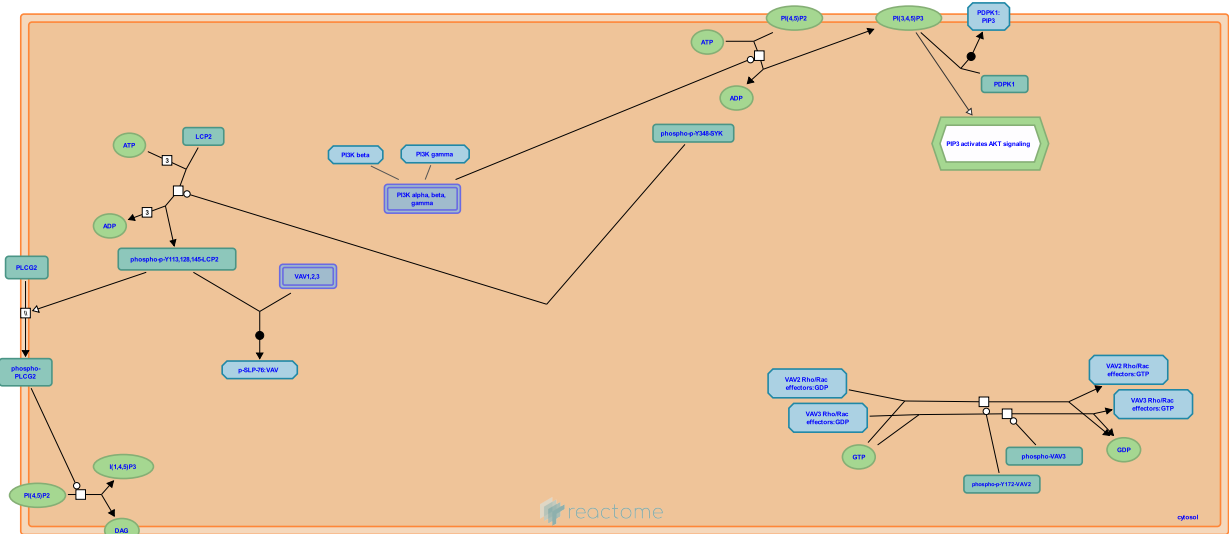 PI(4,5)P2
PI(3,4,5)P3
PDPK1:
PIP3
ATP
PDPK1
ADP
phospho-p-Y348-SYK
PIP3 activates AKT signaling
ATP
LCP2
3
PI3K beta
PI3K gamma
PI3K alpha, beta,
gamma
3
ADP
phospho-p-Y113,128,145-LCP2
PLCG2
VAV1,2,3
phospho-
PLCG2
p-SLP-76:VAV
VAV2 Rho/Rac
effectors:GDP
VAV3 Rho/Rac
effectors:GDP
VAV2 Rho/Rac
effectors:GTP
VAV3 Rho/Rac
effectors:GTP
GTP
phospho-VAV3
GDP
phospho-p-Y172-VAV2
I(1,4,5)P3
PI(4,5)P2
DAG
reactome
cytosol